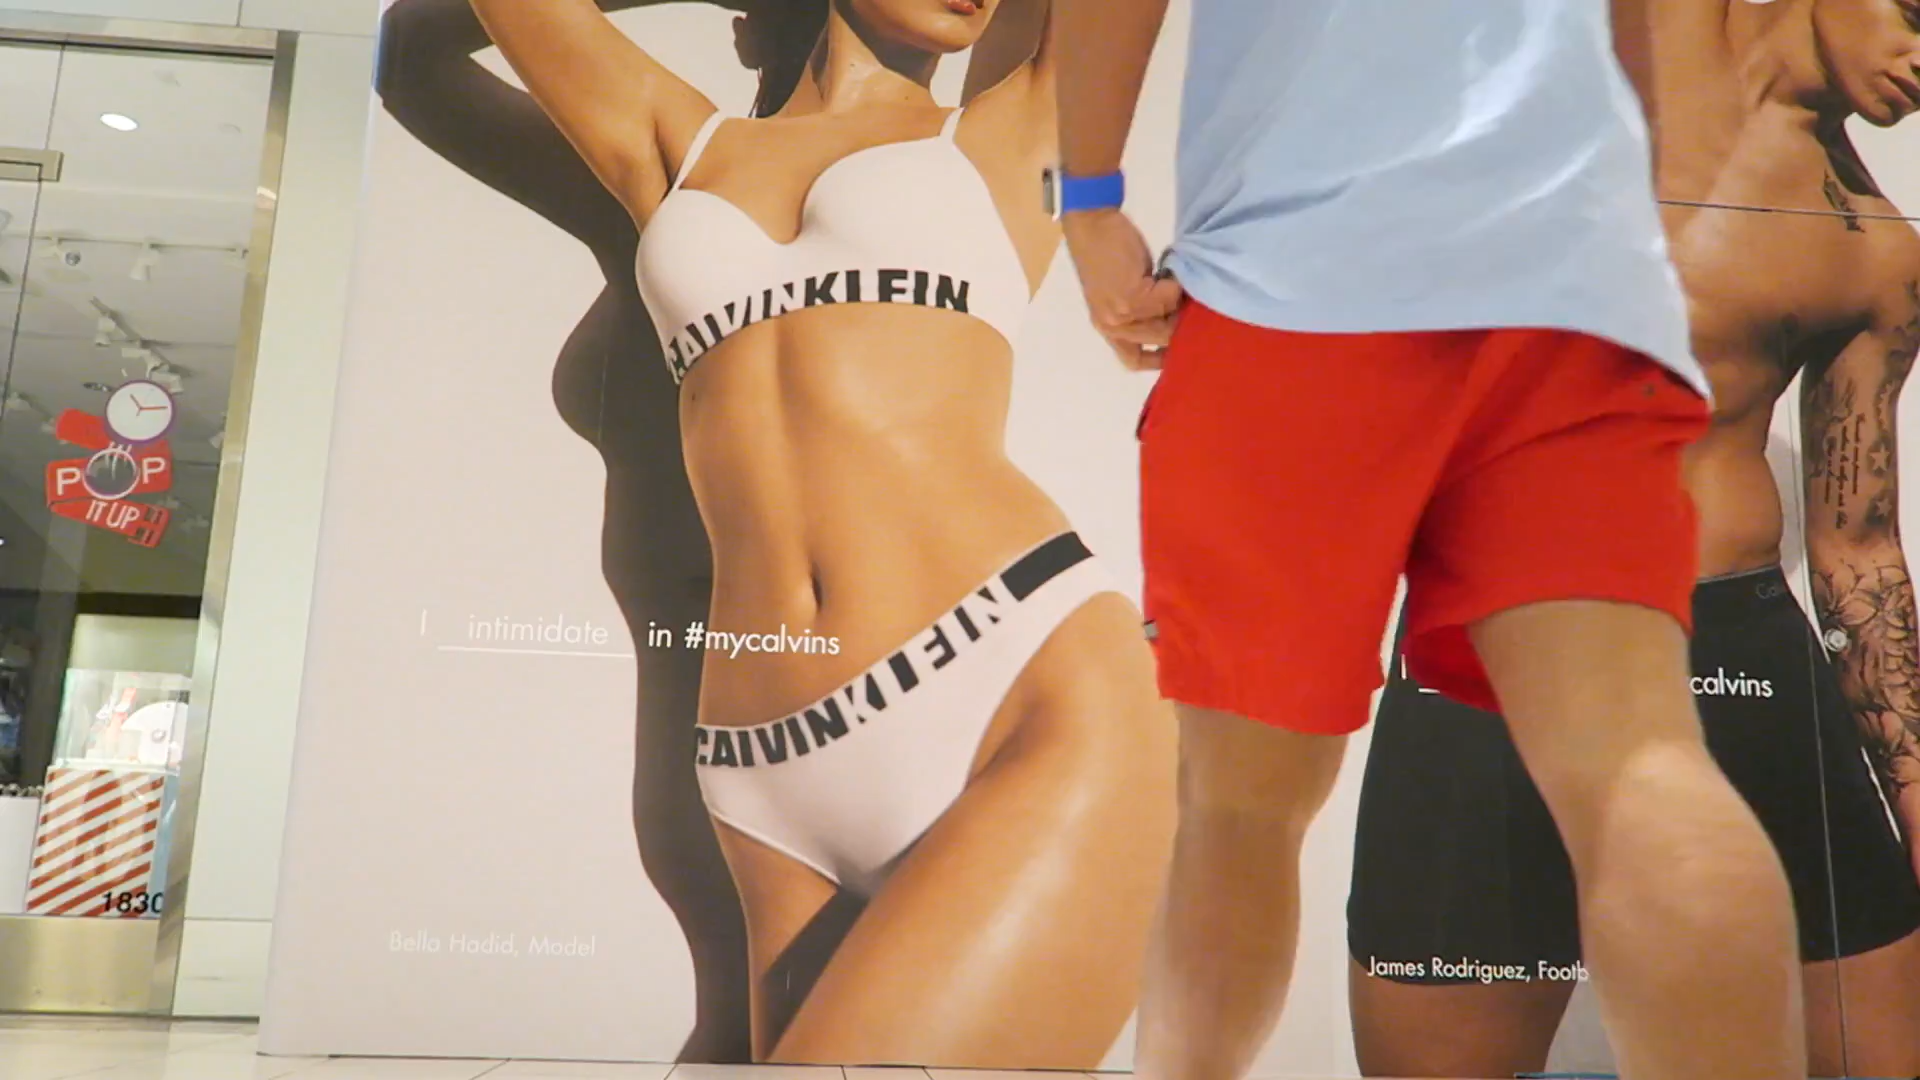 CALVIN KLEIN
POP
IT UP
I intimidate in #mycalvins
CALVIN KLEIN
I
calvins
1830
Bella Hadid, Model
James Rodriguez, Footb